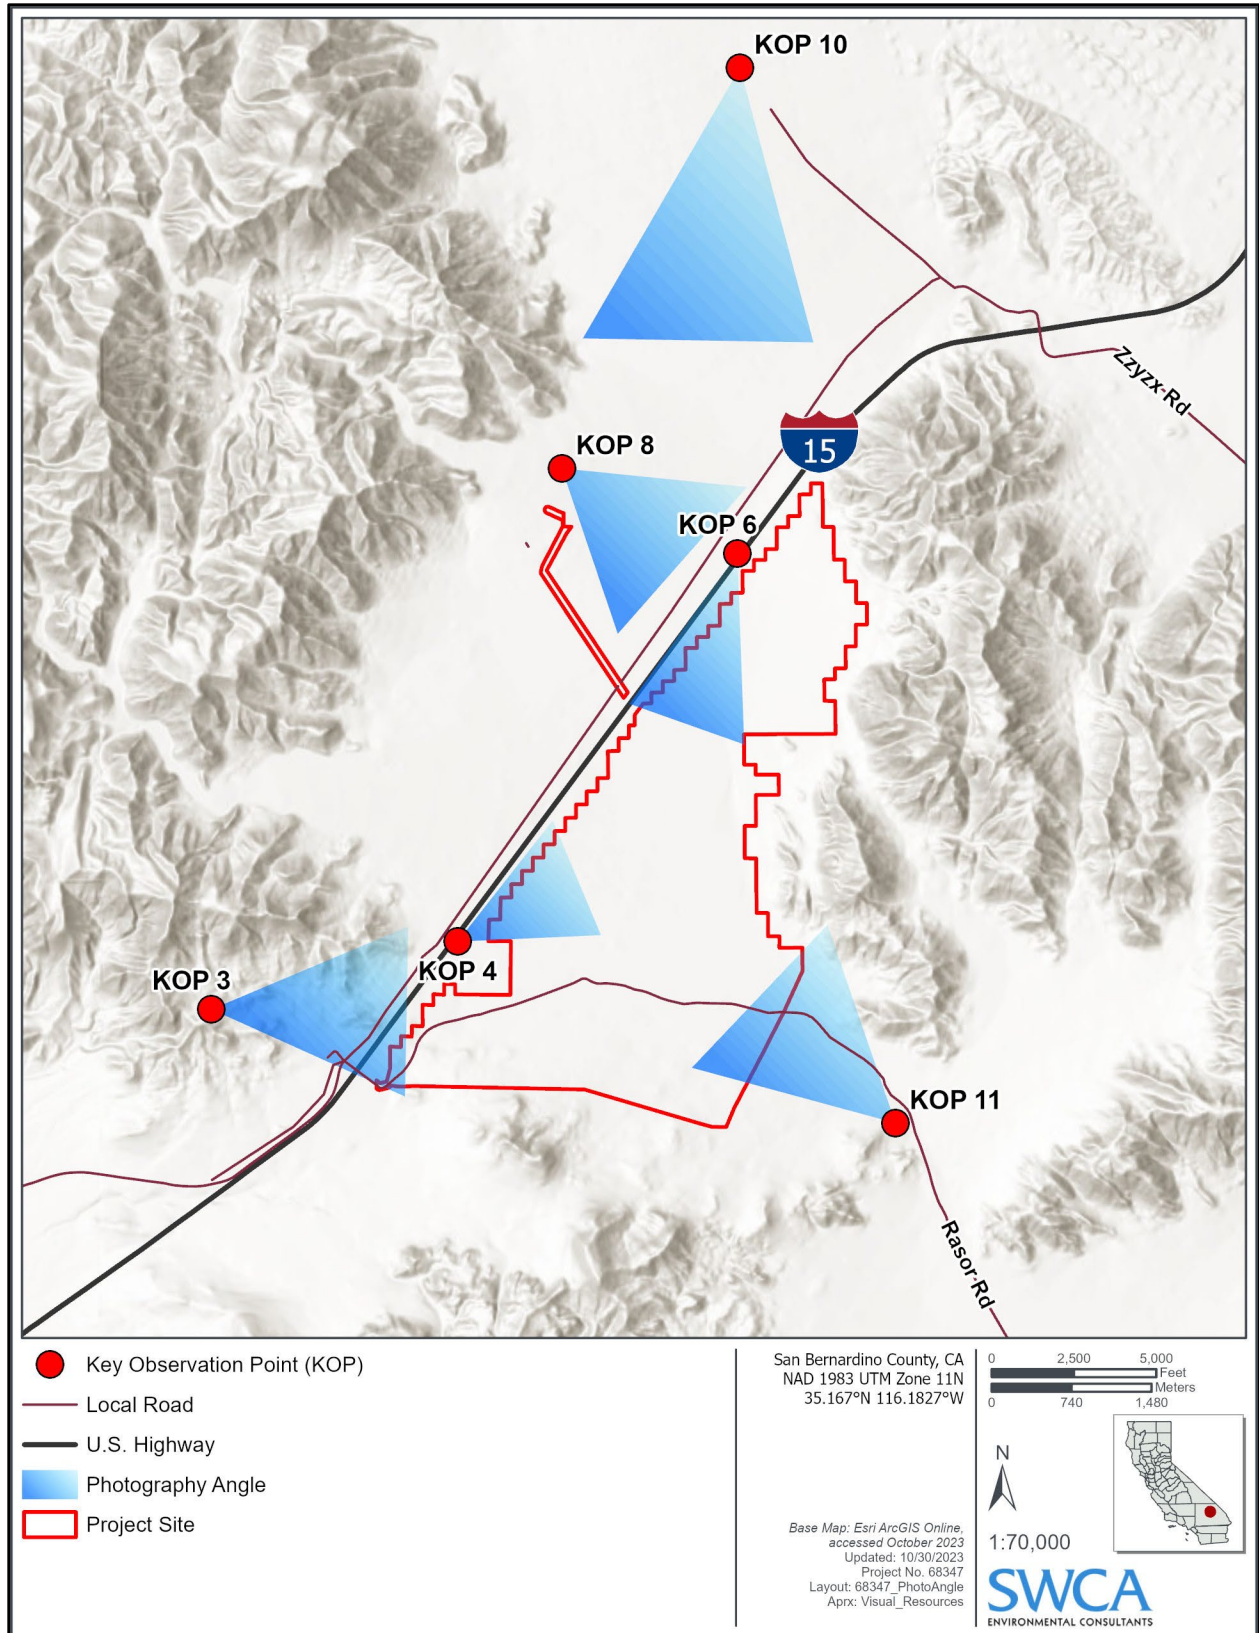 KOP 10
Zzyzx Rd
15
KOP 8
KOP 6
KOP 4
KOP 3
KOP 11
Rasor Rd
Key Observation Point (KOP)
Local Road
U.S. Highway
Photography Angle
Project Site
San Bernardino County, CA
NAD 1983 UTM Zone 11N
35.167°N 116.1827°W
Base Map: Esri ArcGIS Online,
accessed October 2023
Updated: 10/30/2023
Project No. 68347
Layout: 68347_PhotoAngle
Aprx: Visual_Resources
0 2,500 5,000
Feet
Meters
0 740 1,480
N
1:70,000
SWCA
ENVIRONMENTAL CONSULTANTS